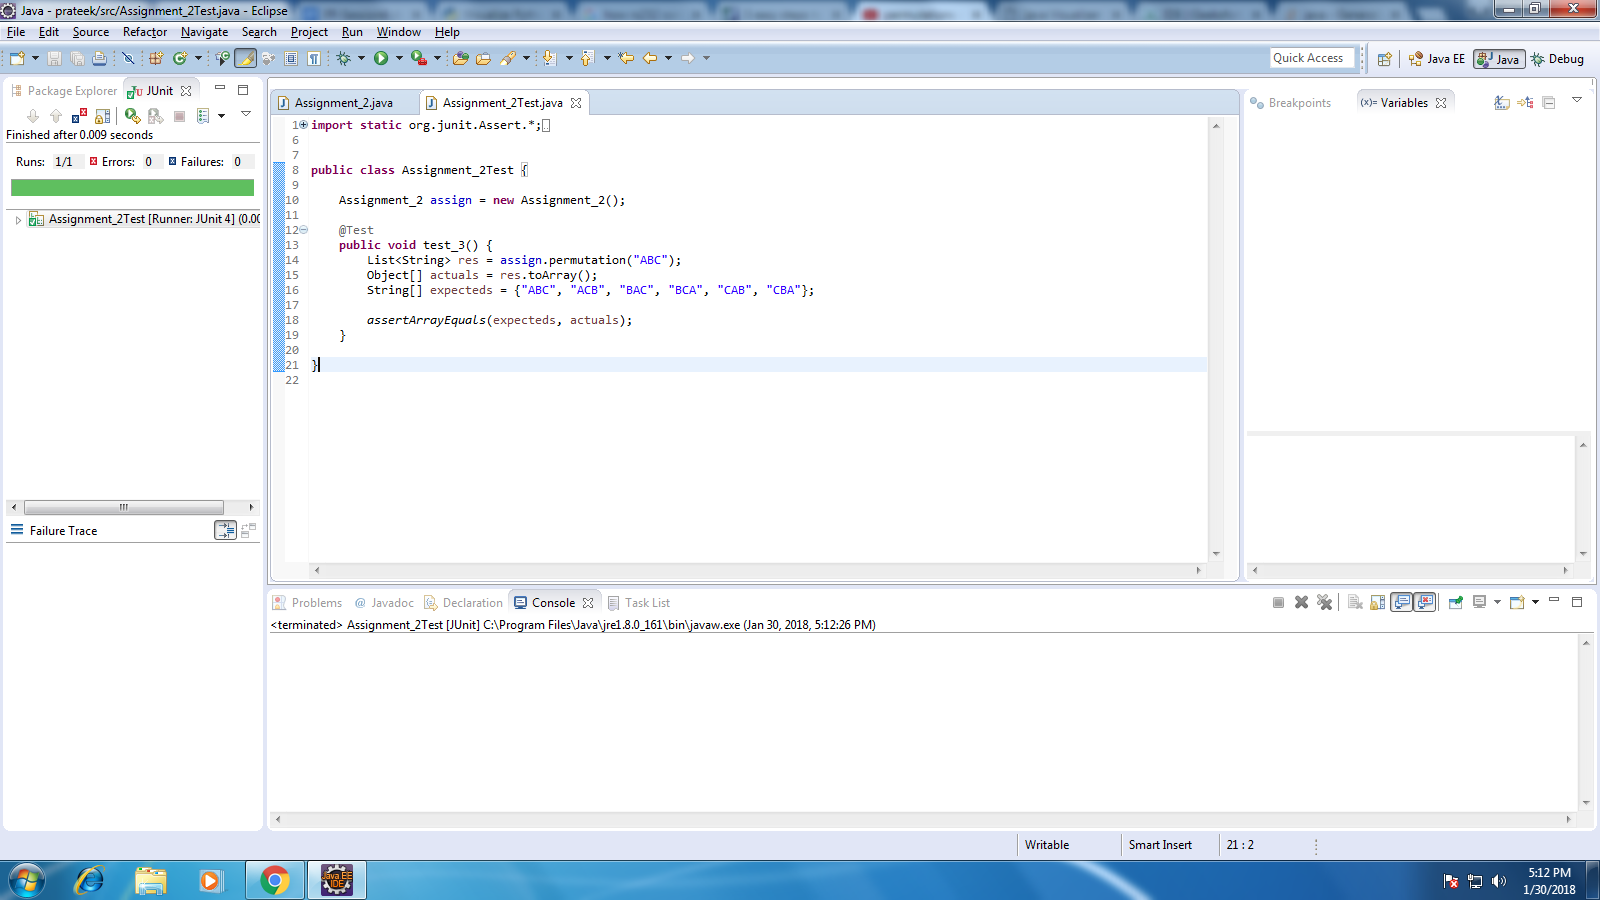 Java - prateek/src/Assignment_2Test.java - Eclipse
File Edit Source Refactor Navigate Search Project Run Window Help
Quick Access
Java EE
Java
Debug
Package Explorer
JUnit
Finished after 0.009 seconds
Runs: 1/1 Errors: 0 Failures: 0
Assignment_2Test [Runner: JUnit 4] (0.00
Failure Trace
Assignment_2.java
Assignment_2Test.java
1 import static org.junit.Assert.*;
6
7
8 public class Assignment_2Test {
9
10 Assignment_2 assign = new Assignment_2();
11
12 @Test
13 public void test_3() {
14 List<String> res = assign.permutation("ABC");
15 Object[] actuals = res.toArray();
16 String[] expecteds = {"ABC", "ACB", "BAC", "BCA", "CAB", "CBA"};
17
18 assertArrayEquals(expecteds, actuals);
19 }
20
21 }
22
Breakpoints
(x)= Variables
Problems
@ Javadoc
Declaration
Console
Task List
<terminated> Assignment_2Test [JUnit] C:\Program Files\Java\jre1.8.0_161\bin\javaw.exe (Jan 30, 2018, 5:12:26 PM)
Writable
Smart Insert
21 : 2
Java EE
IDE
5:12 PM
1/30/2018